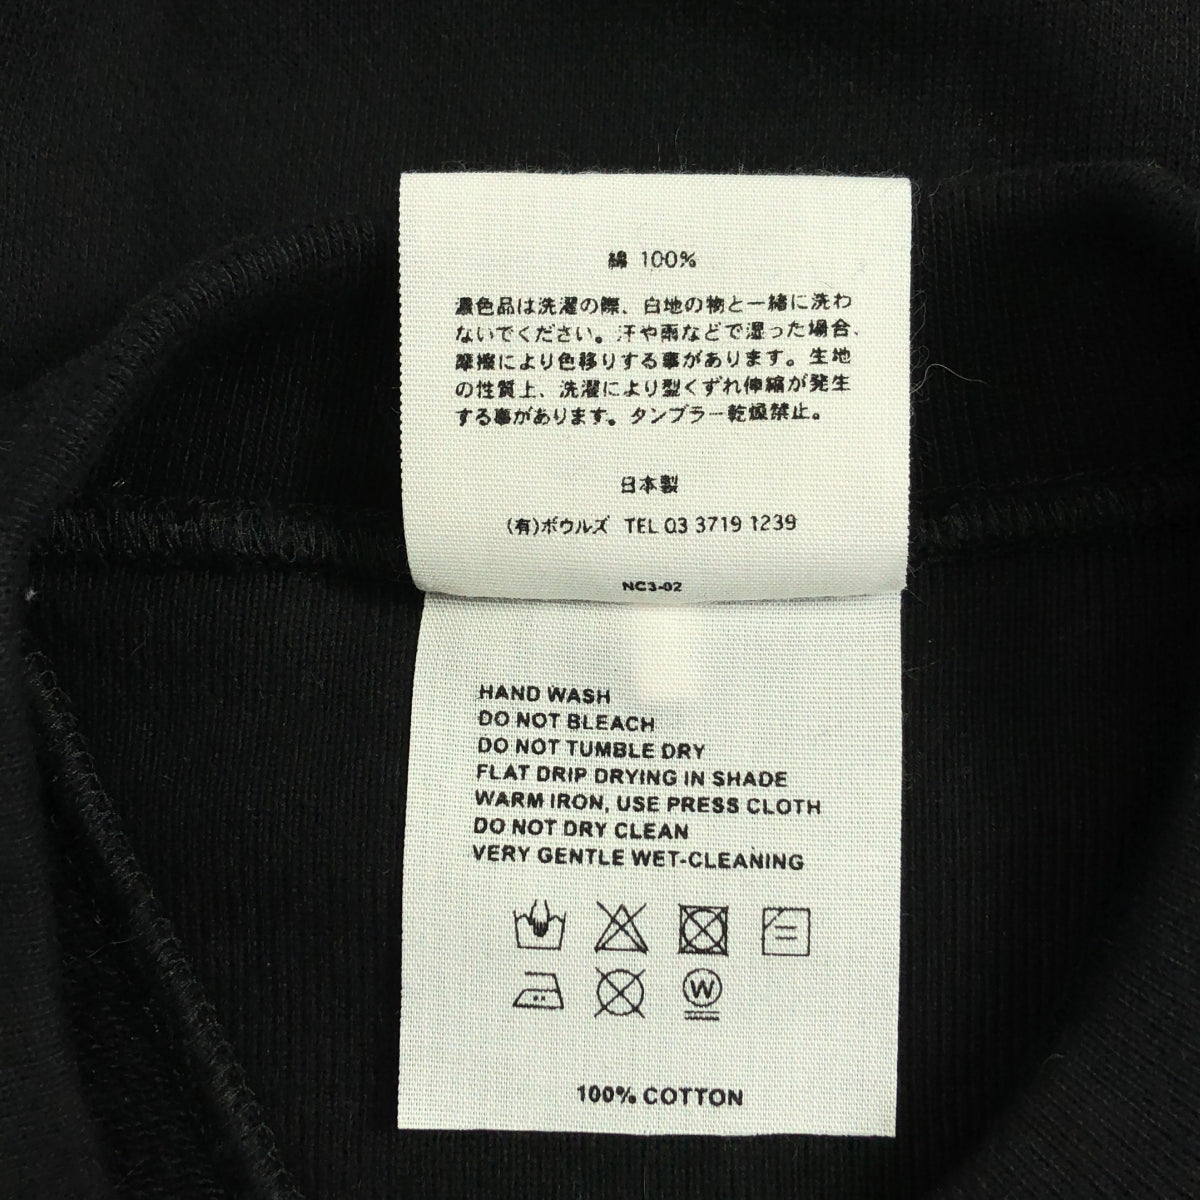 綿 100%
濃色品は洗濯の際、白地の物と一緒に洗わ
ないでください。汗や雨などで湿った場合、
摩擦により色移りする事があります。生地
の性質上、洗濯により型くずれ伸縮が発生
する事があります。タンブラー乾燥禁止。
日本製
(有)ボウルズ TEL 03 3719 1239
NC3-02
HAND WASH
DO NOT BLEACH
DO NOT TUMBLE DRY
FLAT DRIP DRYING IN SHADE
WARM IRON, USE PRESS CLOTH
DO NOT DRY CLEAN
VERY GENTLE WET-CLEANING
W
100% COTTON